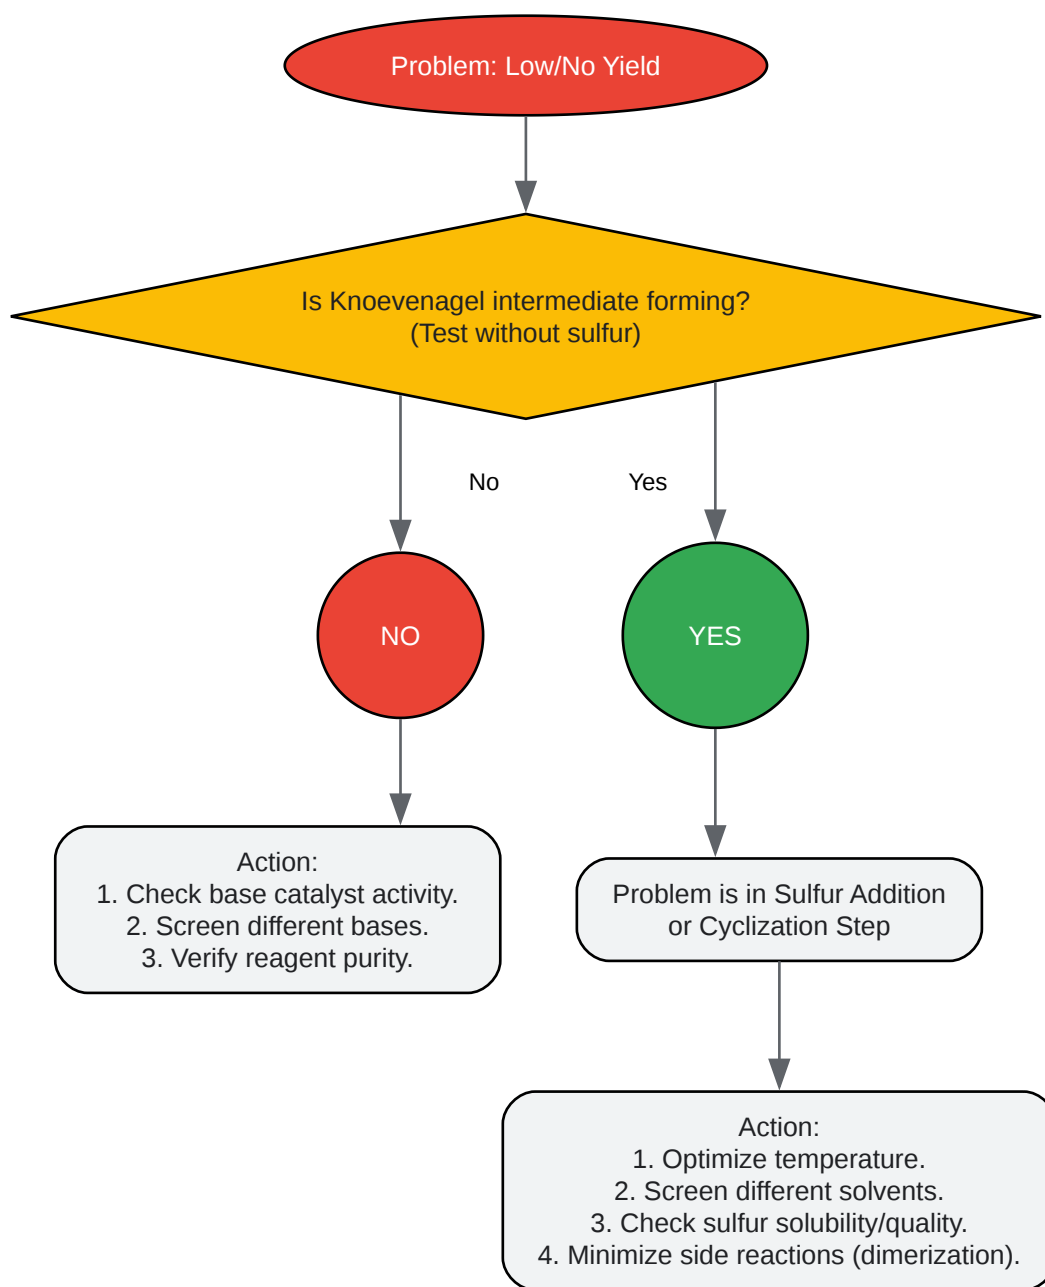 Problem: Low/No Yield
Is Knoevenagel intermediate forming?
(Test without sulfur)
No
Yes
NO
YES
Action:
1. Check base catalyst activity.
2. Screen different bases.
3. Verify reagent purity.
Problem is in Sulfur Addition
or Cyclization Step
Action:
1. Optimize temperature.
2. Screen different solvents.
3. Check sulfur solubility/quality.
4. Minimize side reactions (dimerization).